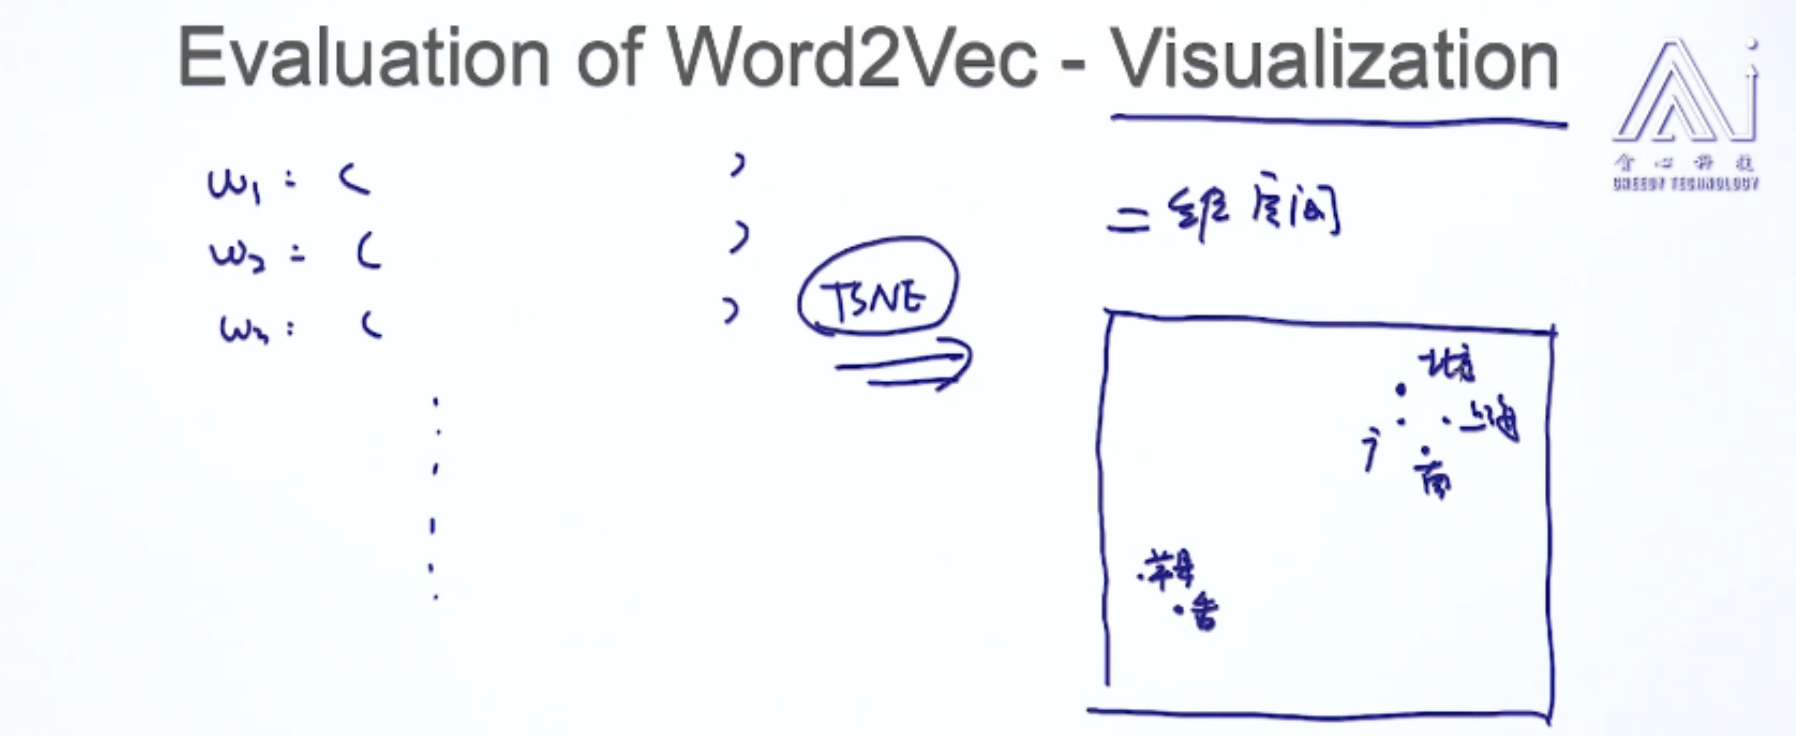 Evaluation of Word2Vec - Visualization
贪心科技
GREEDY TECHNOLOGY
w₁ : ( )
w₂ : ( )
w₃ : ( )
TSNE
二维空间
北京
上海
广
南
苹果
香